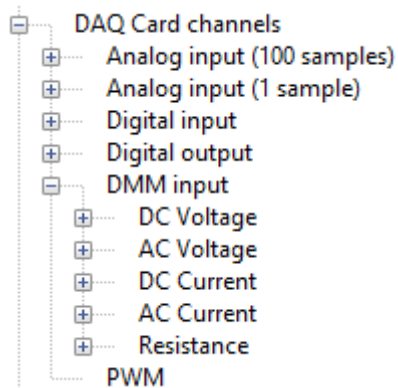 DAQ Card channels
Analog input (100 samples)
Analog input (1 sample)
Digital input
Digital output
DMM input
DC Voltage
AC Voltage
DC Current
AC Current
Resistance
PWM